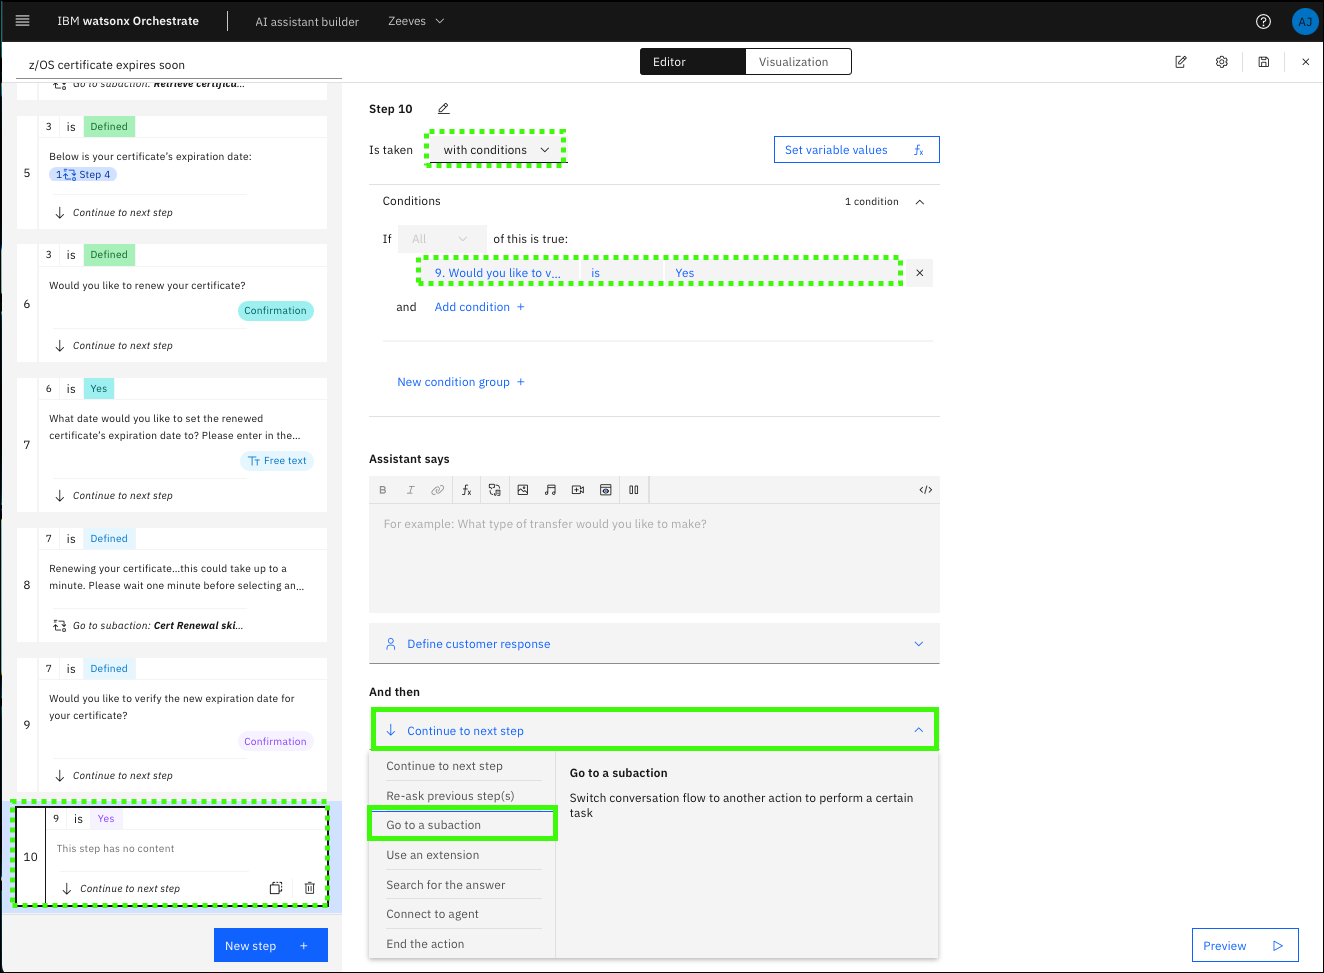 IBM watsonx Orchestrate
AI assistant builder
Zeeves
AJ
z/OS certificate expires soon
Editor
Visualization
Go to subaction: Retrieve certifica...
3 is Defined
5
Below is your certificate's expiration date:
1 Step 4
Continue to next step
3 is Defined
6
Would you like to renew your certificate?
Confirmation
Continue to next step
6 is Yes
7
What date would you like to set the renewed
certificate's expiration date to? Please enter in the...
Free text
Continue to next step
7 is Defined
8
Renewing your certificate...this could take up to a
minute. Please wait one minute before selecting an...
Go to subaction: Cert Renewal ski...
7 is Defined
9
Would you like to verify the new expiration date for
your certificate?
Confirmation
Continue to next step
9 is Yes
10
This step has no content
Continue to next step
New step +
Step 10
Is taken
with conditions
Set variable values fx
Conditions
1 condition
If All of this is true:
9. Would you like to v... is Yes
and Add condition +
New condition group +
Assistant says
B I fx </>
For example: What type of transfer would you like to make?
Define customer response
And then
Continue to next step
Continue to next step
Re-ask previous step(s)
Go to a subaction
Use an extension
Search for the answer
Connect to agent
End the action
Go to a subaction
Switch conversation flow to another action to perform a certain
task
Preview